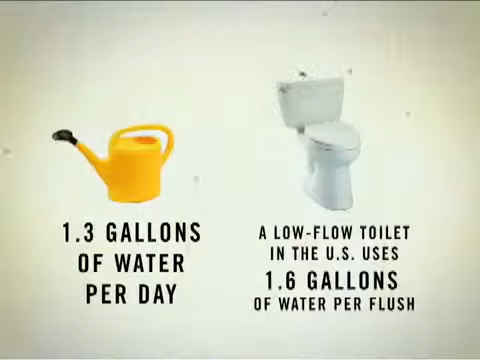 1.3 GALLONS
OF WATER
PER DAY
A LOW-FLOW TOILET
IN THE U.S. USES
1.6 GALLONS
OF WATER PER FLUSH